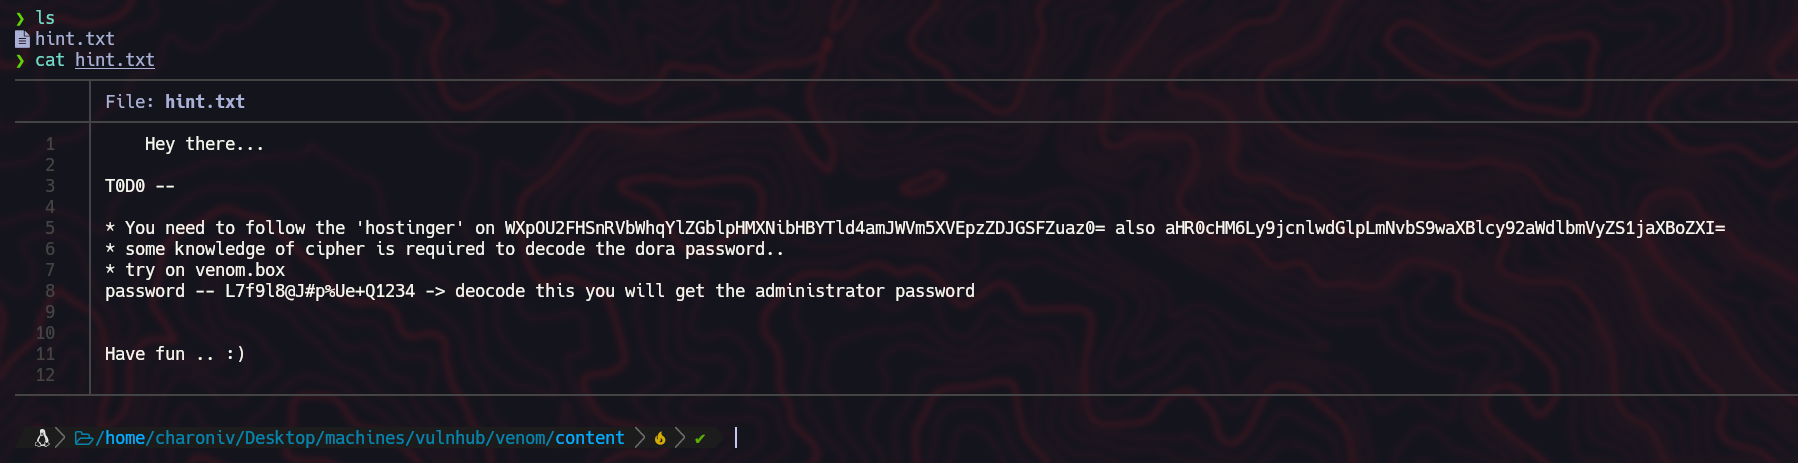 ❯ ls
hint.txt
❯ cat hint.txt
File: hint.txt
1 Hey there...
2
3 T0D0 --
4
5 * You need to follow the 'hostinger' on WXpOU2FHSnRVbWhqYlZGblpHMXNibHBYTld4amJWVm5XVEpzZDJGSFZuaz0= also aHR0cHM6Ly9jcnlwdGlpLmNvbS9waXBlcy92aWdlbmVyZS1jaXBoZXI=
6 * some knowledge of cipher is required to decode the dora password..
7 * try on venom.box
8 password -- L7f9l8@J#p%Ue+Q1234 -> deocode this you will get the administrator password
9
10
11 Have fun .. :)
12
/home/charoniv/Desktop/machines/vulnhub/venom/content ✔